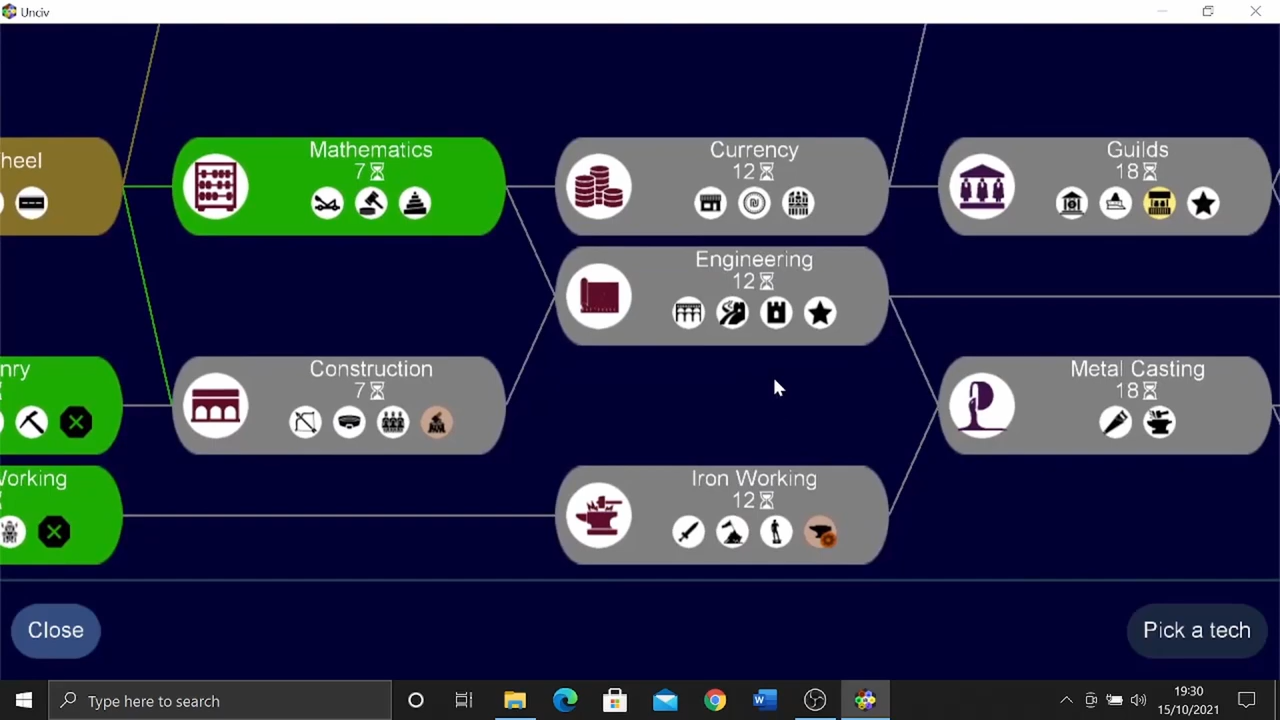 Unciv
heel
Mathematics
7
Currency
12
Guilds
18
Engineering
12
nry
Construction
7
Metal Casting
18
Working
Iron Working
12
Close
Pick a tech
Type here to search
19:30
15/10/2021